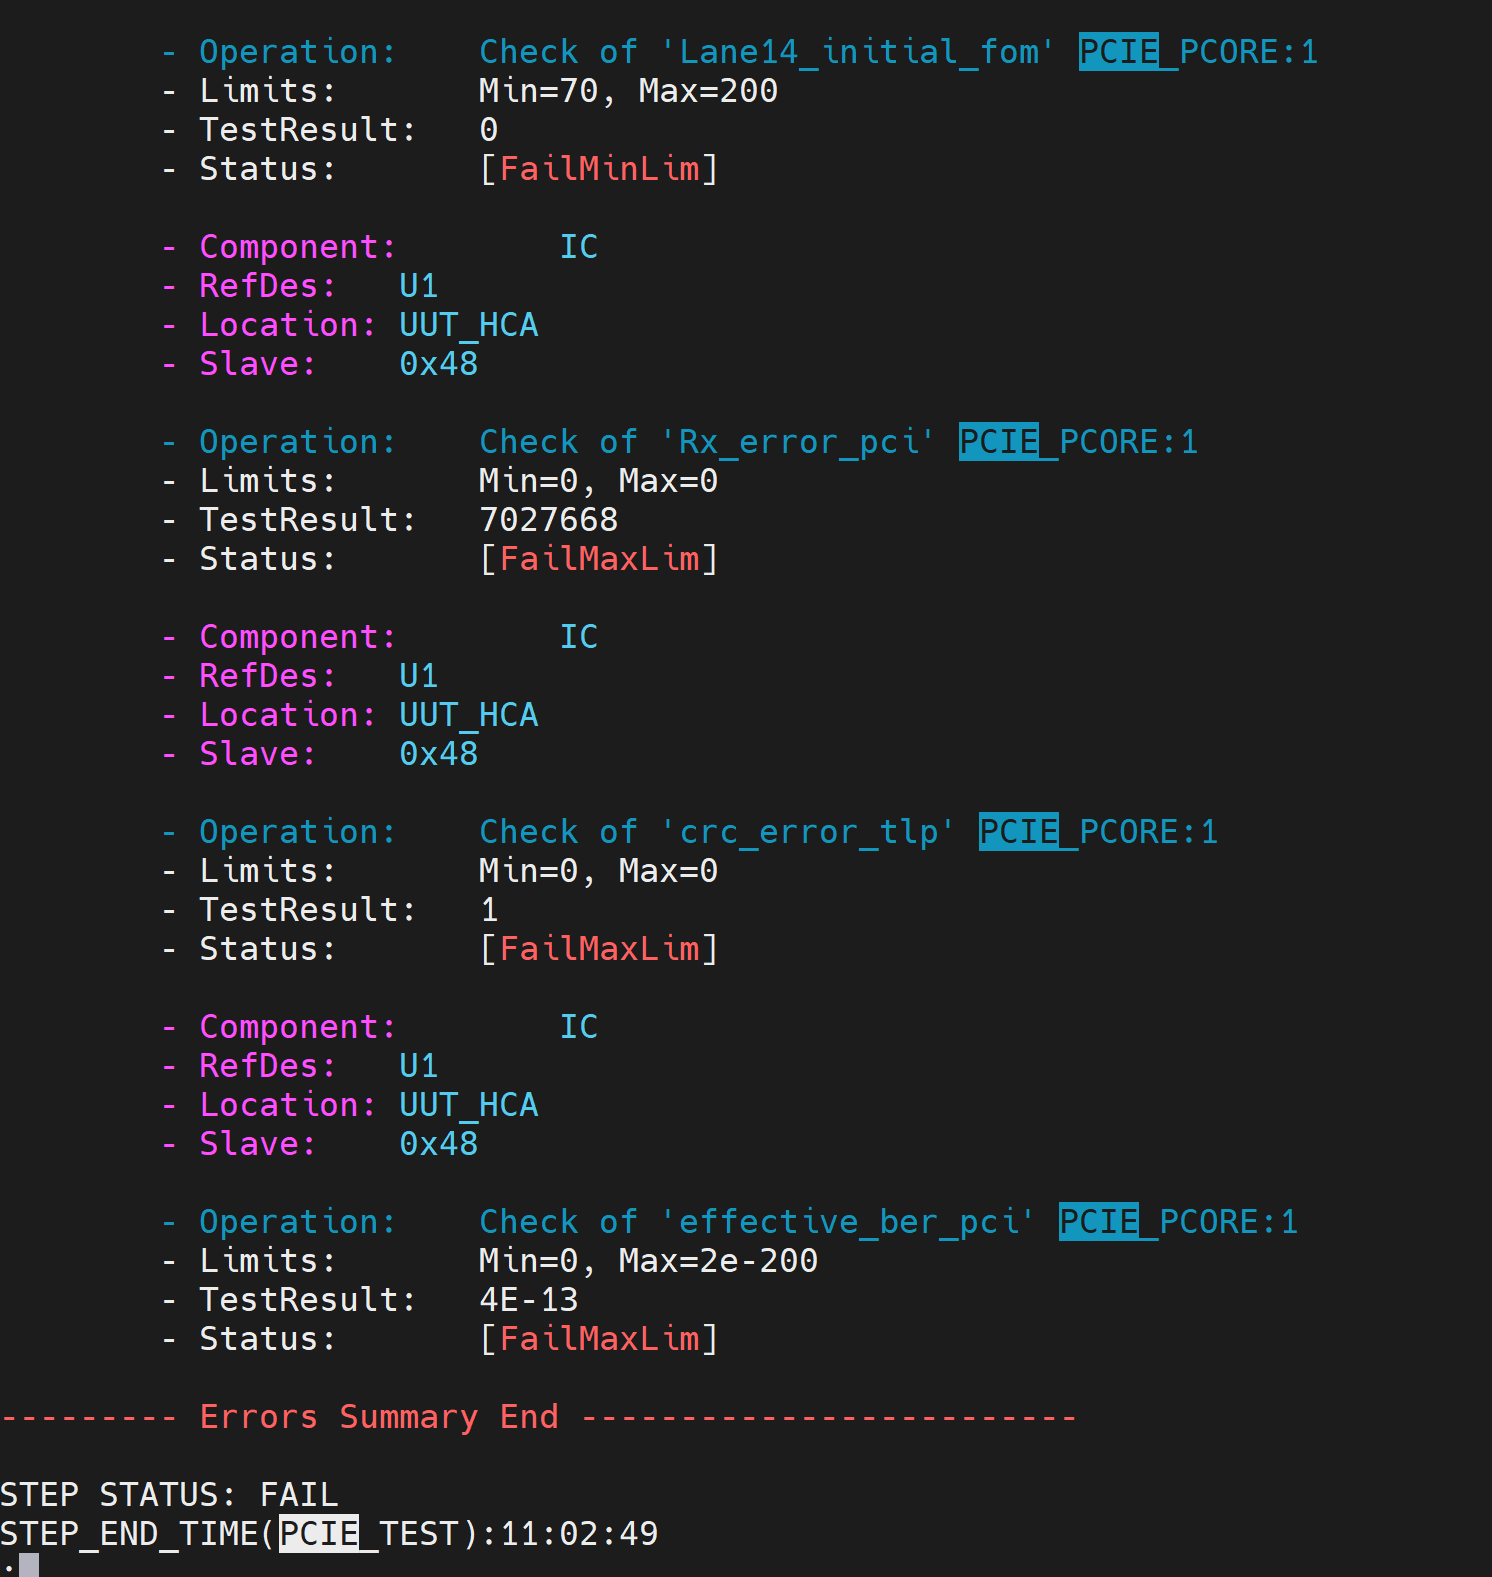 - Operation:    Check of 'Lane14_initial_fom' PCIE_PCORE:1
- Limits:       Min=70, Max=200
- TestResult:   0
- Status:       [FailMinLim]
- Component:        IC
- RefDes:   U1
- Location: UUT_HCA
- Slave:    0x48
- Operation:    Check of 'Rx_error_pci' PCIE_PCORE:1
- Limits:       Min=0, Max=0
- TestResult:   7027668
- Status:       [FailMaxLim]
- Component:        IC
- RefDes:   U1
- Location: UUT_HCA
- Slave:    0x48
- Operation:    Check of 'crc_error_tlp' PCIE_PCORE:1
- Limits:       Min=0, Max=0
- TestResult:   1
- Status:       [FailMaxLim]
- Component:        IC
- RefDes:   U1
- Location: UUT_HCA
- Slave:    0x48
- Operation:    Check of 'effective_ber_pci' PCIE_PCORE:1
- Limits:       Min=0, Max=2e-200
- TestResult:   4E-13
- Status:       [FailMaxLim]
--------- Errors Summary End -------------------------
STEP STATUS: FAIL
STEP_END_TIME(PCIE_TEST):11:02:49
.